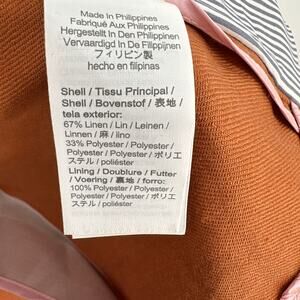 Made In Philippines
Fabriqué Aux Philippines
Hergestellt In Den Philippinen
Vervaardigd In De Filippijnen
フィリピン製
hecho en filipinas
Shell / Tissu Principal /
Shell / Bovenstof / 表地 /
tela exterior:
67% Linen / Lin / Leinen /
Linnen / 麻 / lino
33% Polyester / Polyester /
Polyester / Polyester / ポリエ
ステル / poliéster
Lining / Doublure / Futter
/ Voering / 裏地 / forro:
100% Polyester / Polyester /
Polyester / Polyester / ポリエ
ステル / poliéster